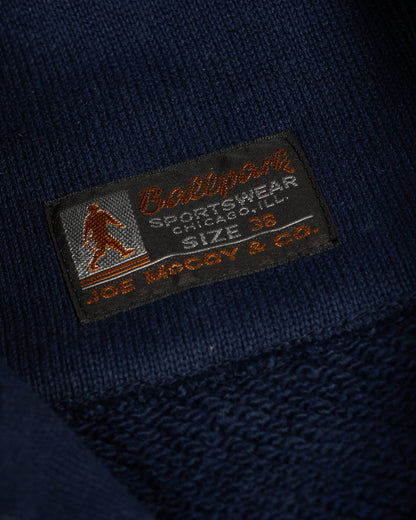 Ballpark
SPORTSWEAR
CHICAGO, ILL.
SIZE 38
JOE McCOY & CO.